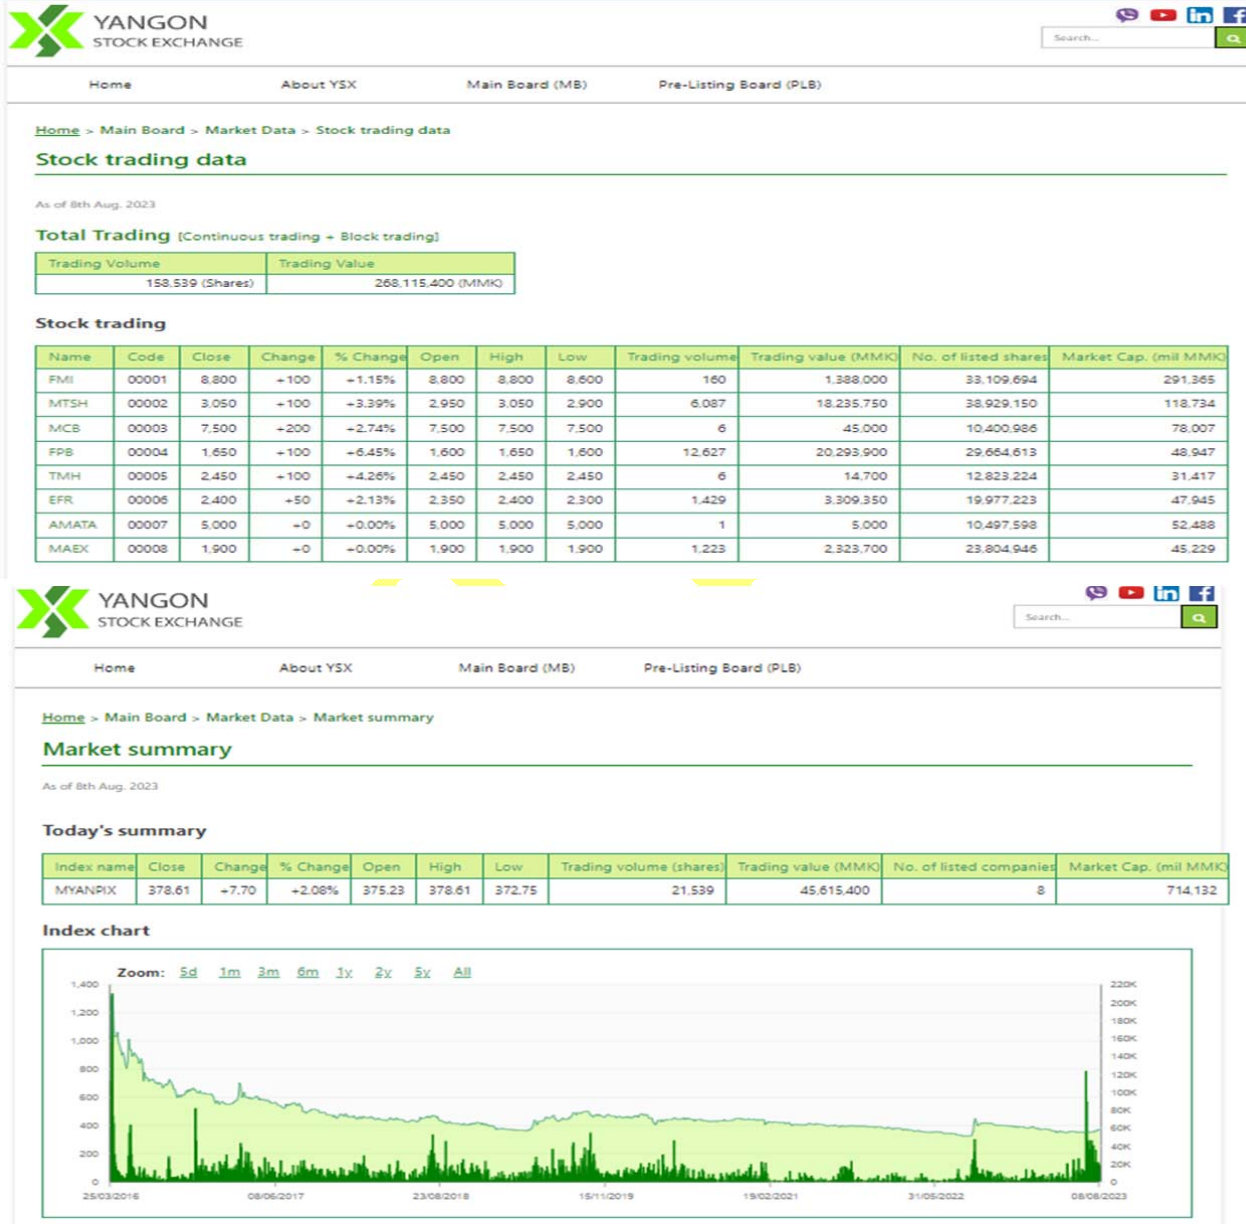 YANGON
STOCK EXCHANGE
Search...
Home About YSX Main Board (MB) Pre-Listing Board (PLB)
Home > Main Board > Market Data > Stock trading data
Stock trading data
As of 8th Aug. 2023
Total Trading [Continuous trading + Block trading]
Trading Volume Trading Value
158,539 (Shares) 268,115,400 (MMK)
Stock trading
Name Code Close Change % Change Open High Low Trading volume Trading value (MMK) No. of listed shares Market Cap. (mil MMK)
FMI 00001 8,800 +100 +1.15% 8,800 8,800 8,600 160 1,388,000 33,109,694 291,365
MTSH 00002 3,050 +100 +3.39% 2,950 3,050 2,900 6,087 18,235,750 38,929,150 118,734
MCB 00003 7,500 +200 +2.74% 7,500 7,500 7,500 6 45,000 10,400,986 78,007
FPB 00004 1,650 +100 +6.45% 1,600 1,650 1,600 12,627 20,293,900 29,664,613 48,947
TMH 00005 2,450 +100 +4.26% 2,450 2,450 2,450 6 14,700 12,823,224 31,417
EFR 00006 2,400 +50 +2.13% 2,350 2,400 2,300 1,429 3,309,350 19,977,223 47,945
AMATA 00007 5,000 +0 +0.00% 5,000 5,000 5,000 1 5,000 10,497,598 52,488
MAEX 00008 1,900 +0 +0.00% 1,900 1,900 1,900 1,223 2,323,700 23,804,946 45,229
YANGON
STOCK EXCHANGE
Search...
Home About YSX Main Board (MB) Pre-Listing Board (PLB)
Home > Main Board > Market Data > Market summary
Market summary
As of 8th Aug. 2023
Today's summary
Index name Close Change % Change Open High Low Trading volume (shares) Trading value (MMK) No. of listed companies Market Cap. (mil MMK)
MYANPIX 378.61 +7.70 +2.08% 375.23 378.61 372.75 21,539 45,615,400 8 714,132
Index chart
Zoom: 5d 1m 3m 6m 1y 2y 5y All
1,400 220K
200K
1,200 180K
1,000 160K
140K
800 120K
600 100K
80K
400 60K
40K
200 20K
0 0
25/03/2016 08/06/2017 23/08/2018 15/11/2019 19/02/2021 31/05/2022 08/08/2023